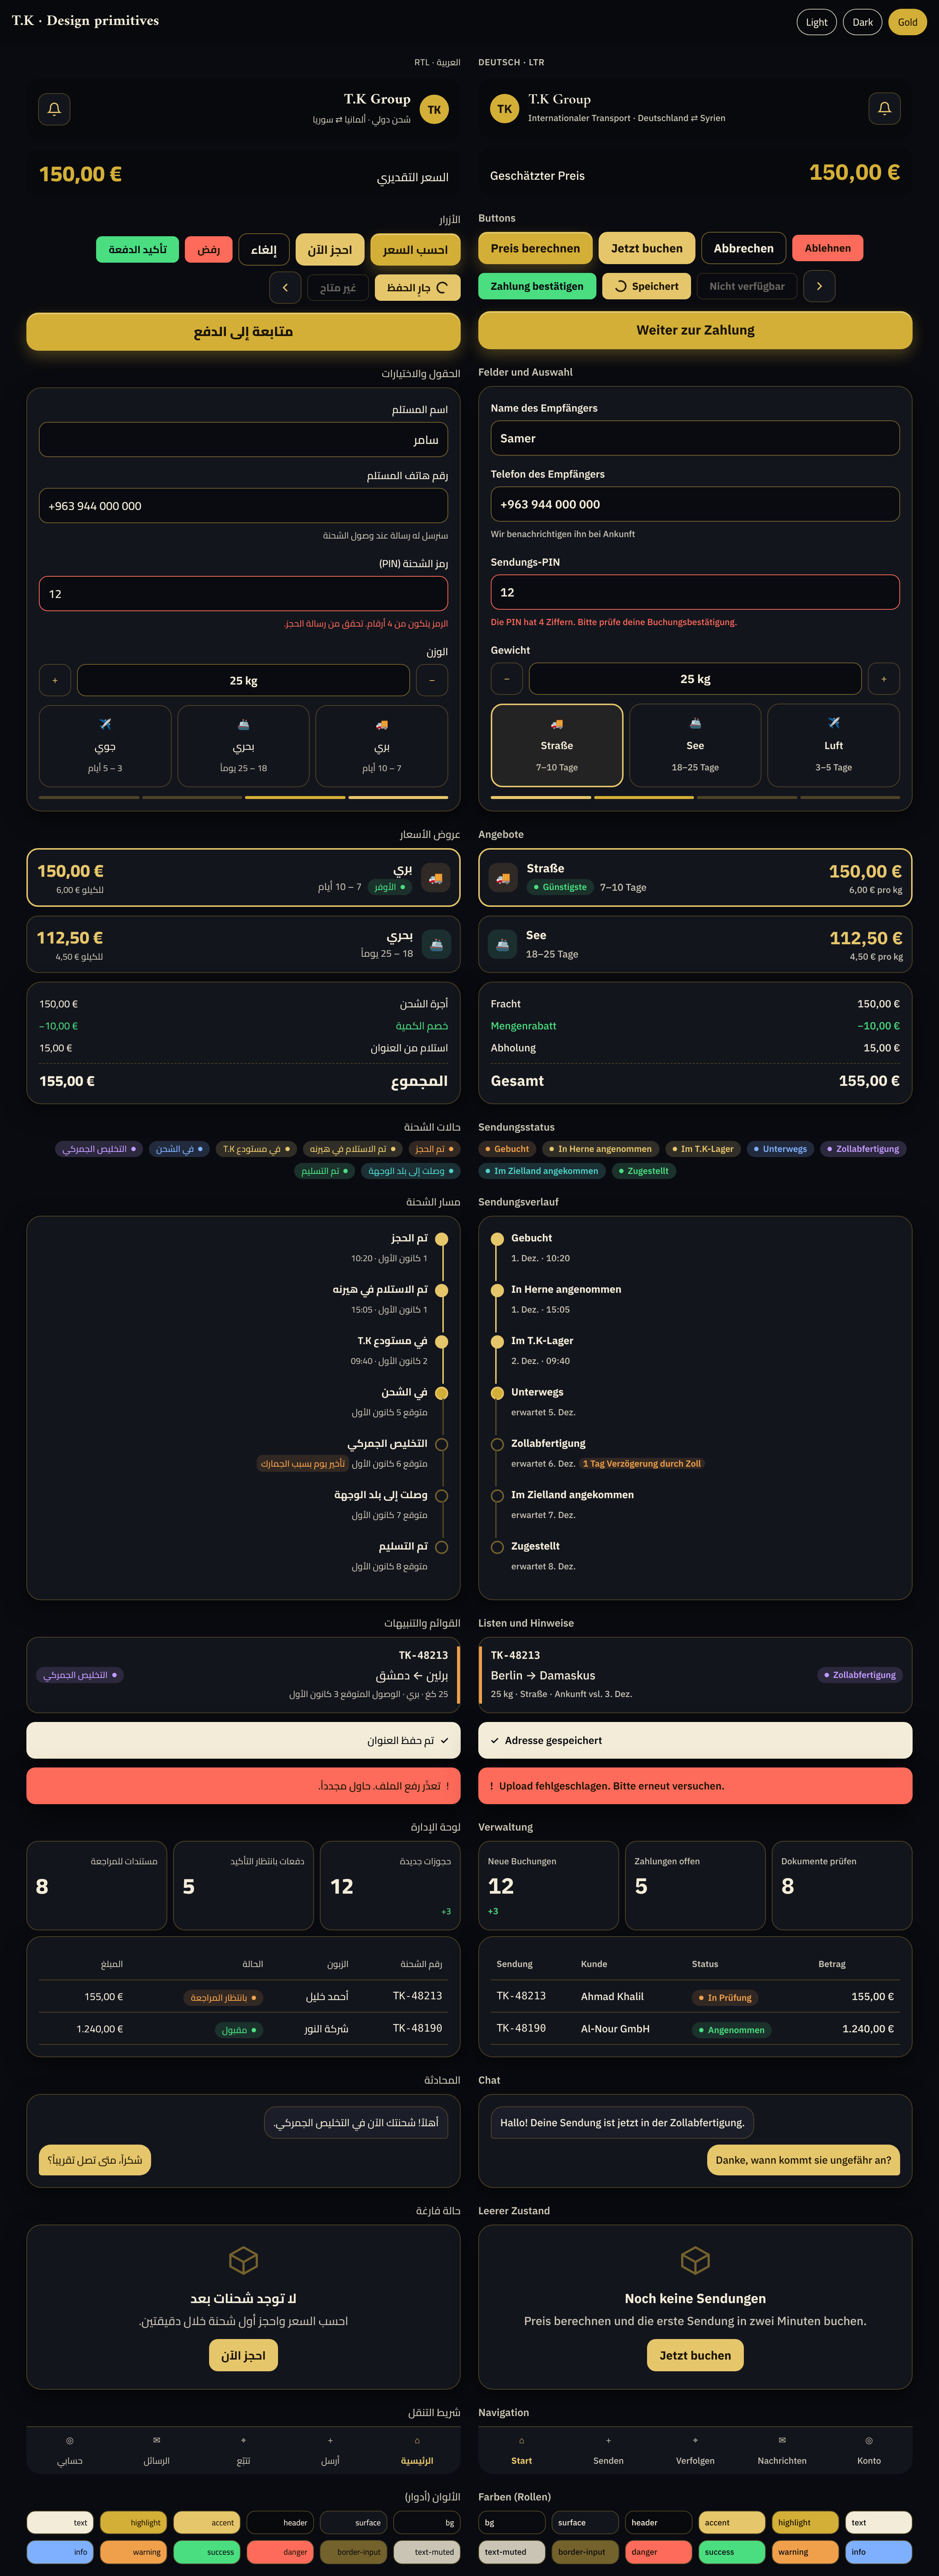 T.K · Design primitives
Light
Dark
Gold
العربية · RTL
T.K Group
شحن دولي · ألمانيا ⇄ سوريا
TK
السعر التقديري
150,00 €
الأزرار
احسب السعر
احجز الآن
إلغاء
رفض
تأكيد الدفعة
جارٍ الحفظ
غير متاح
متابعة إلى الدفع
الحقول والاختيارات
اسم المستلم
سامر
رقم هاتف المستلم
+963 944 000 000
سنرسل له رسالة عند وصول الشحنة
رمز الشحنة (PIN)
12
الرمز يتكون من 4 أرقام. تحقق من رسالة الحجز.
الوزن
−
25 kg
+
بري
7 – 10 أيام
بحري
18 – 25 يوماً
جوي
3 – 5 أيام
عروض الأسعار
بري
الأوفر
7 – 10 أيام
150,00 €
للكيلو 6,00 €
بحري
18 – 25 يوماً
112,50 €
للكيلو 4,50 €
أجرة الشحن
150,00 €
خصم الكمية
−10,00 €
استلام من العنوان
15,00 €
المجموع
155,00 €
حالات الشحنة
تم الحجز
تم الاستلام في هيرنه
في مستودع T.K
في الشحن
التخليص الجمركي
وصلت إلى بلد الوجهة
تم التسليم
مسار الشحنة
تم الحجز
1 كانون الأول · 10:20
تم الاستلام في هيرنه
1 كانون الأول · 15:05
في مستودع T.K
2 كانون الأول · 09:40
في الشحن
متوقع 5 كانون الأول
التخليص الجمركي
متوقع 6 كانون الأول تأخير يوم بسبب الجمارك
وصلت إلى بلد الوجهة
متوقع 7 كانون الأول
تم التسليم
متوقع 8 كانون الأول
القوائم والتنبيهات
TK-48213
برلين ← دمشق
25 كغ · بري · الوصول المتوقع 3 كانون الأول
التخليص الجمركي
✓ تم حفظ العنوان
! تعذّر رفع الملف. حاول مجدداً.
لوحة الإدارة
حجوزات جديدة
12
+3
دفعات بانتظار التأكيد
5
مستندات للمراجعة
8
رقم الشحنة
الزبون
الحالة
المبلغ
TK-48213
أحمد خليل
بانتظار المراجعة
155,00 €
TK-48190
شركة النور
مقبول
1.240,00 €
المحادثة
أهلاً! شحنتك الآن في التخليص الجمركي.
شكراً، متى تصل تقريباً؟
حالة فارغة
لا توجد شحنات بعد
احسب السعر واحجز أول شحنة خلال دقيقتين.
احجز الآن
شريط التنقل
الرئيسية
أرسل
تتبّع
الرسائل
حسابي
الألوان (أدوار)
bg
surface
header
accent
highlight
text
text-muted
border-input
danger
success
warning
info
DEUTSCH · LTR
TK
T.K Group
Internationaler Transport · Deutschland ⇄ Syrien
Geschätzter Preis
150,00 €
Buttons
Preis berechnen
Jetzt buchen
Abbrechen
Ablehnen
Zahlung bestätigen
Speichert
Nicht verfügbar
Weiter zur Zahlung
Felder und Auswahl
Name des Empfängers
Samer
Telefon des Empfängers
+963 944 000 000
Wir benachrichtigen ihn bei Ankunft
Sendungs-PIN
12
Die PIN hat 4 Ziffern. Bitte prüfe deine Buchungsbestätigung.
Gewicht
−
25 kg
+
Straße
7–10 Tage
See
18–25 Tage
Luft
3–5 Tage
Angebote
Straße
Günstigste
7–10 Tage
150,00 €
6,00 € pro kg
See
18–25 Tage
112,50 €
4,50 € pro kg
Fracht
150,00 €
Mengenrabatt
−10,00 €
Abholung
15,00 €
Gesamt
155,00 €
Sendungsstatus
Gebucht
In Herne angenommen
Im T.K-Lager
Unterwegs
Zollabfertigung
Im Zielland angekommen
Zugestellt
Sendungsverlauf
Gebucht
1. Dez. · 10:20
In Herne angenommen
1. Dez. · 15:05
Im T.K-Lager
2. Dez. · 09:40
Unterwegs
erwartet 5. Dez.
Zollabfertigung
erwartet 6. Dez. 1 Tag Verzögerung durch Zoll
Im Zielland angekommen
erwartet 7. Dez.
Zugestellt
erwartet 8. Dez.
Listen und Hinweise
TK-48213
Berlin → Damaskus
25 kg · Straße · Ankunft vsl. 3. Dez.
Zollabfertigung
✓ Adresse gespeichert
! Upload fehlgeschlagen. Bitte erneut versuchen.
Verwaltung
Neue Buchungen
12
+3
Zahlungen offen
5
Dokumente prüfen
8
Sendung
Kunde
Status
Betrag
TK-48213
Ahmad Khalil
In Prüfung
155,00 €
TK-48190
Al-Nour GmbH
Angenommen
1.240,00 €
Chat
Hallo! Deine Sendung ist jetzt in der Zollabfertigung.
Danke, wann kommt sie ungefähr an?
Leerer Zustand
Noch keine Sendungen
Preis berechnen und die erste Sendung in zwei Minuten buchen.
Jetzt buchen
Navigation
Start
Senden
Verfolgen
Nachrichten
Konto
Farben (Rollen)
bg
surface
header
accent
highlight
text
text-muted
border-input
danger
success
warning
info